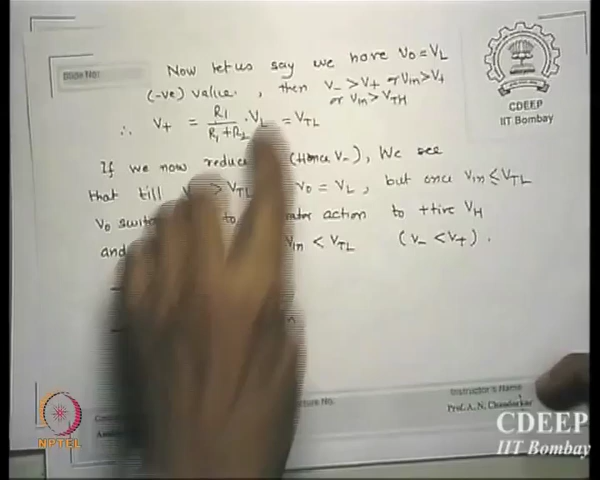 Slide No:
Now let us say we have V0 = VL
(-ve) value. , then V- > V+ or Vin > V+
or Vin > VTH
∴ V+ = R1 / R1 + R2 . VL = VTL
If we now reduce (Hence V-), We see
that till > VTL V0 = VL , but once Vin ≤ VTL
V0 to action to +tive VH
and Vin < VTL (V- < V+) .
Instructor's Name
Prof. A. N. Chandorkar
CDEEP
IIT Bombay
NPTEL
CDEEP
IIT Bombay